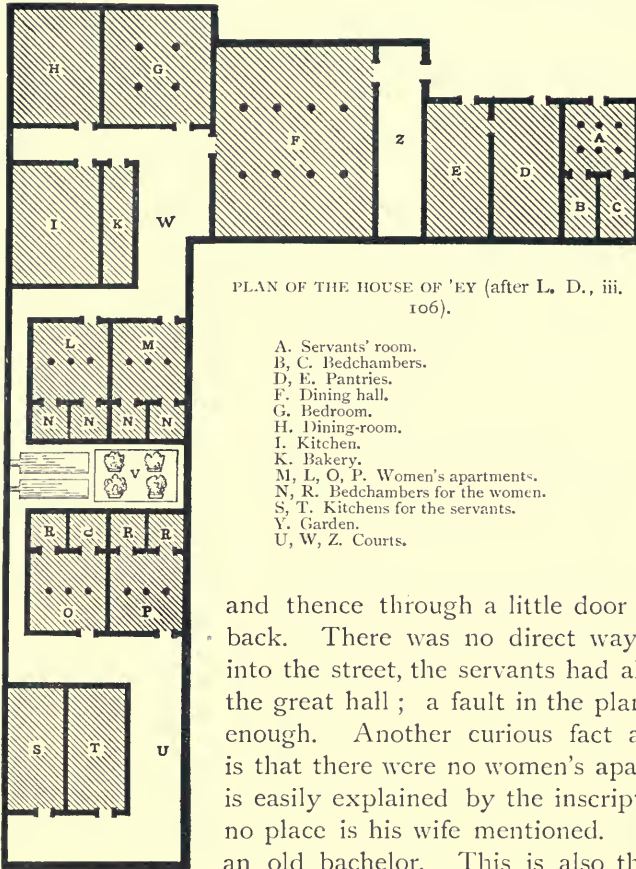 H G
F Z E D A
B C
I K W
PLAN OF THE HOUSE OF 'EY (after L. D., iii.
106).
L M
N N N N
V
R R R
O P
S T U
A. Servants' room.
B, C. Bedchambers.
D, E. Pantries.
F. Dining hall.
G. Bedroom.
H. Dining-room.
I. Kitchen.
K. Bakery.
M, L, O, P. Women's apartments.
N, R. Bedchambers for the women.
S, T. Kitchens for the servants.
Y. Garden.
U, W, Z. Courts.
and thence through a little door
back. There was no direct way
into the street, the servants had al
the great hall ; a fault in the plan
enough. Another curious fact a
is that there were no women's apa
is easily explained by the inscript
no place is his wife mentioned.
an old bachelor. This is also th